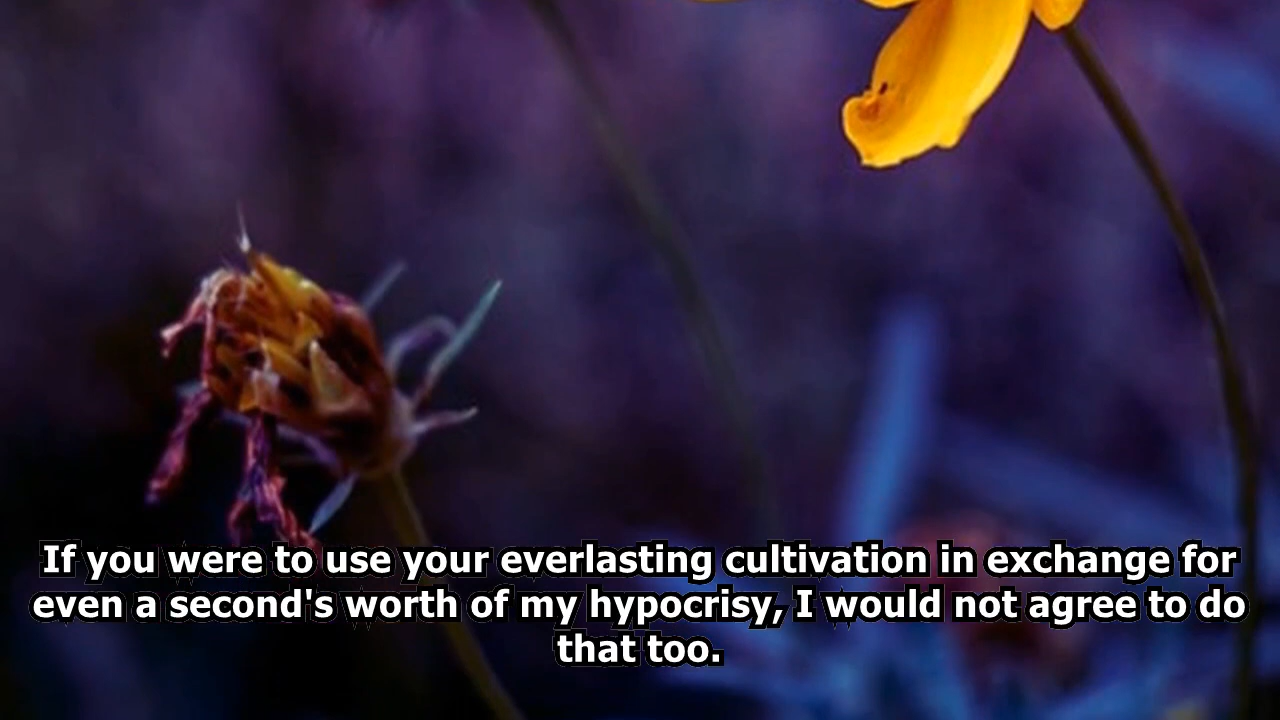 If you were to use your everlasting cultivation in exchange for
even a second's worth of my hypocrisy, I would not agree to do
that too.